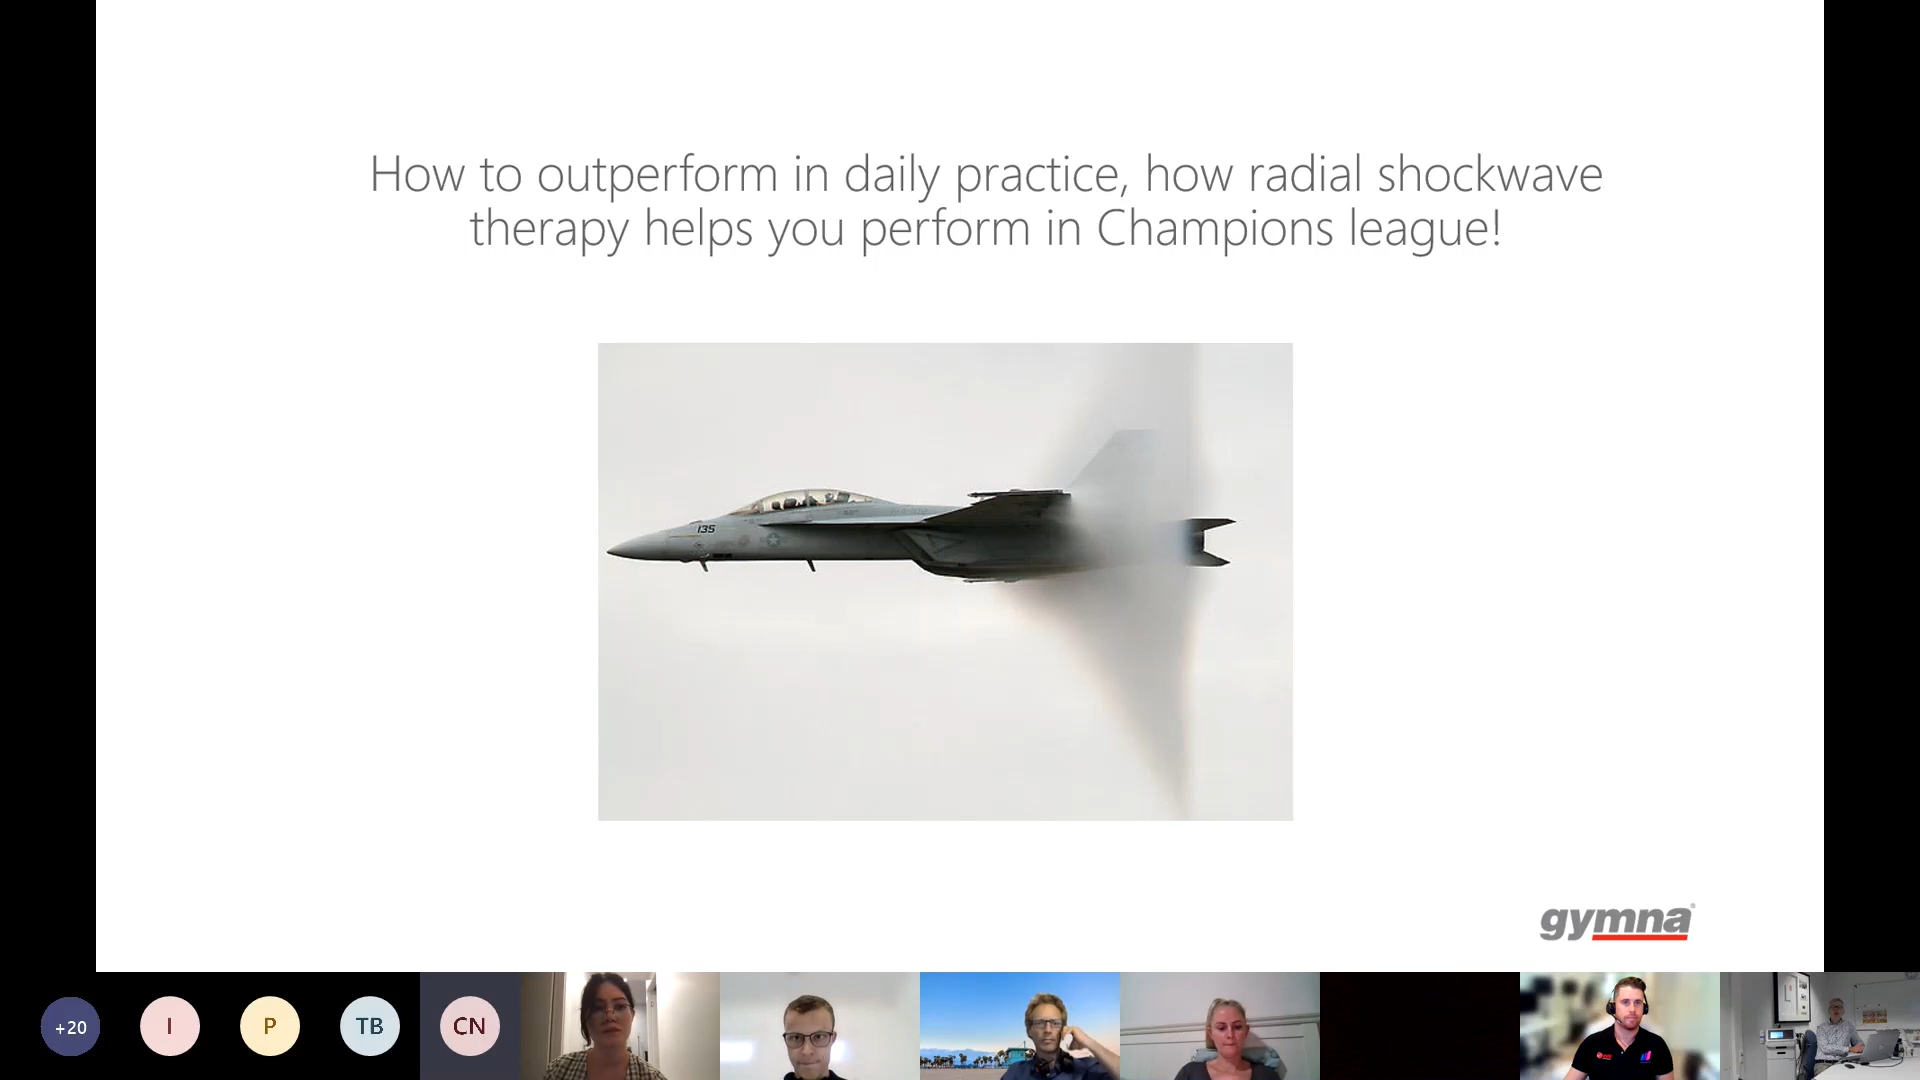 How to outperform in daily practice, how radial shockwave
therapy helps you perform in Champions league!
135
gymna
+20
I
P
TB
CN